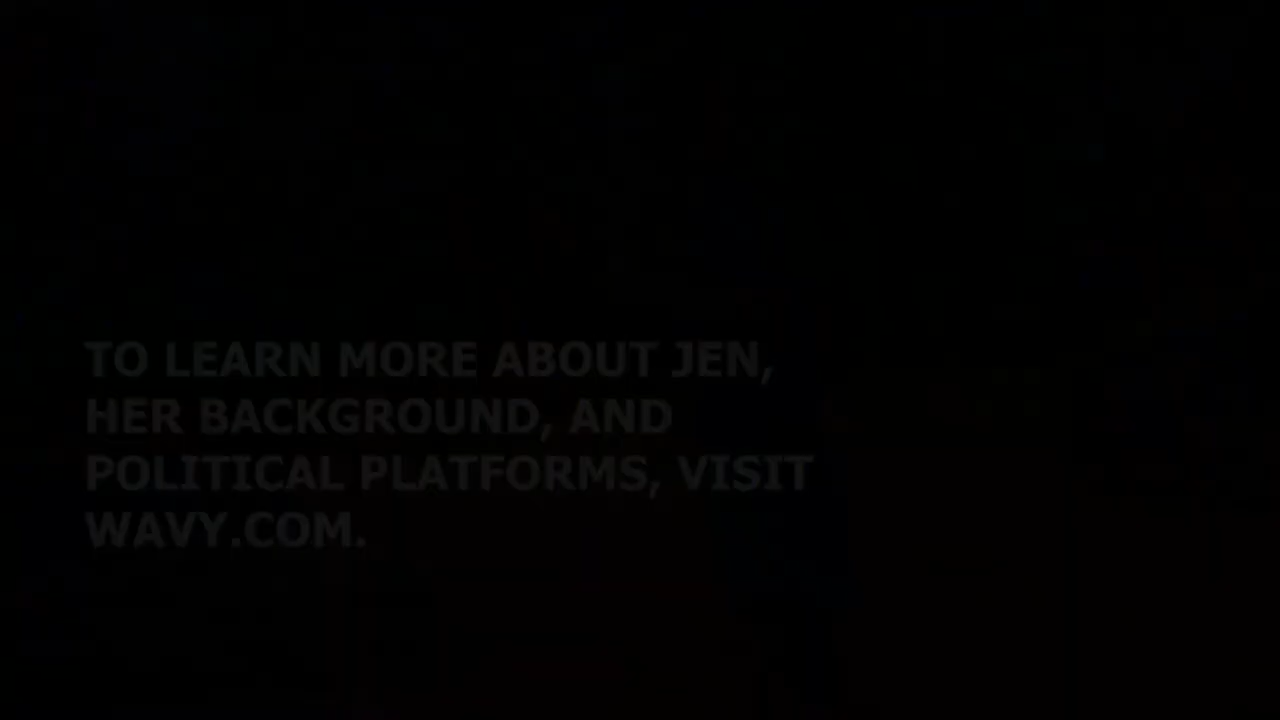 TO LEARN MORE ABOUT JEN,
HER BACKGROUND, AND
POLITICAL PLATFORMS, VISIT
WAVY.COM.